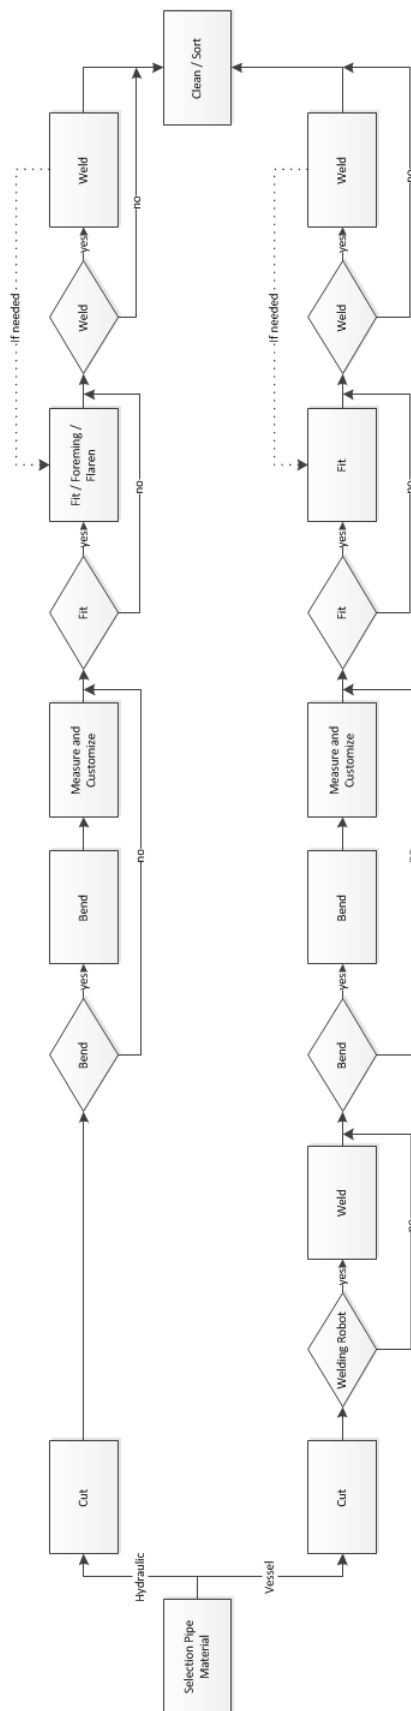 Selection Pipe
Material
Hydraulic
Cut
Bend
yes
Bend
Measure and
Customize
no
Fit
yes
Fit / Foreming /
Flaren
no
Weld
yes
Weld
no
If needed
Clean / Sort
Vessel
Cut
Welding Robot
yes
Weld
no
Bend
yes
Bend
Measure and
Customize
no
Fit
yes
Fit
no
Weld
yes
Weld
no
If needed